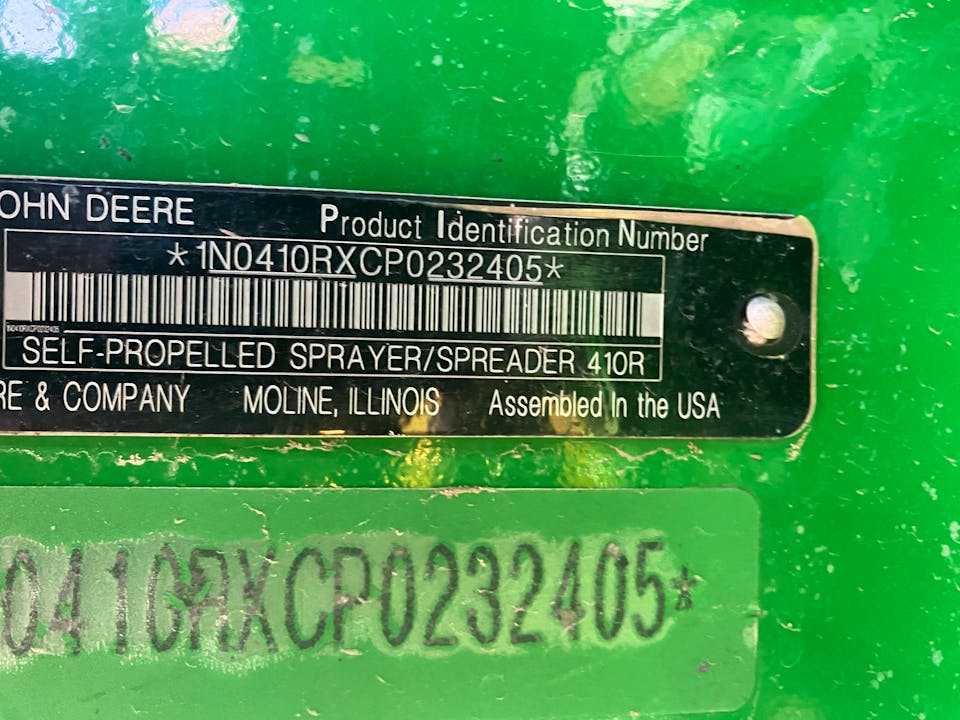 OHN DEERE
Product Identification Number
*1N0410RXCP0232405*
1N0410RXCP0232405
SELF-PROPELLED SPRAYER/SPREADER 410R
RE & COMPANY MOLINE, ILLINOIS Assembled In the USA
0410RXCP0232405*